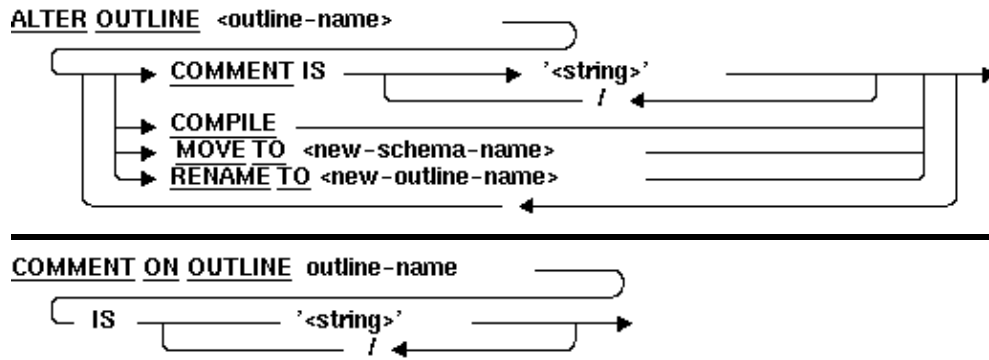 ALTER OUTLINE <outline-name>
COMMENT IS '<string>'
/
COMPILE
MOVE TO <new-schema-name>
RENAME TO <new-outline-name>
COMMENT ON OUTLINE outline-name
IS '<string>'
/